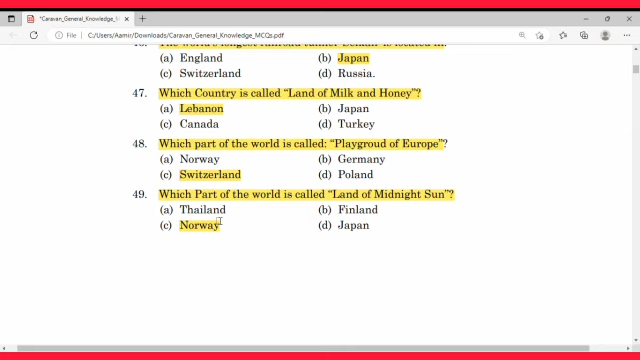 *Caravan_General_Knowledge_MCQs.p
File C:/Users/Aamir/Downloads/Caravan_General_Knowledge_MCQs.pdf
(a) England (b) Japan
(c) Switzerland (d) Russia.
47. Which Country is called “Land of Milk and Honey”?
(a) Lebanon (b) Japan
(c) Canada (d) Turkey
48. Which part of the world is called: “Playgroud of Europe”?
(a) Norway (b) Germany
(c) Switzerland (d) Poland
49. Which Part of the world is called “Land of Midnight Sun”?
(a) Thailand (b) Finland
(c) Norway (d) Japan